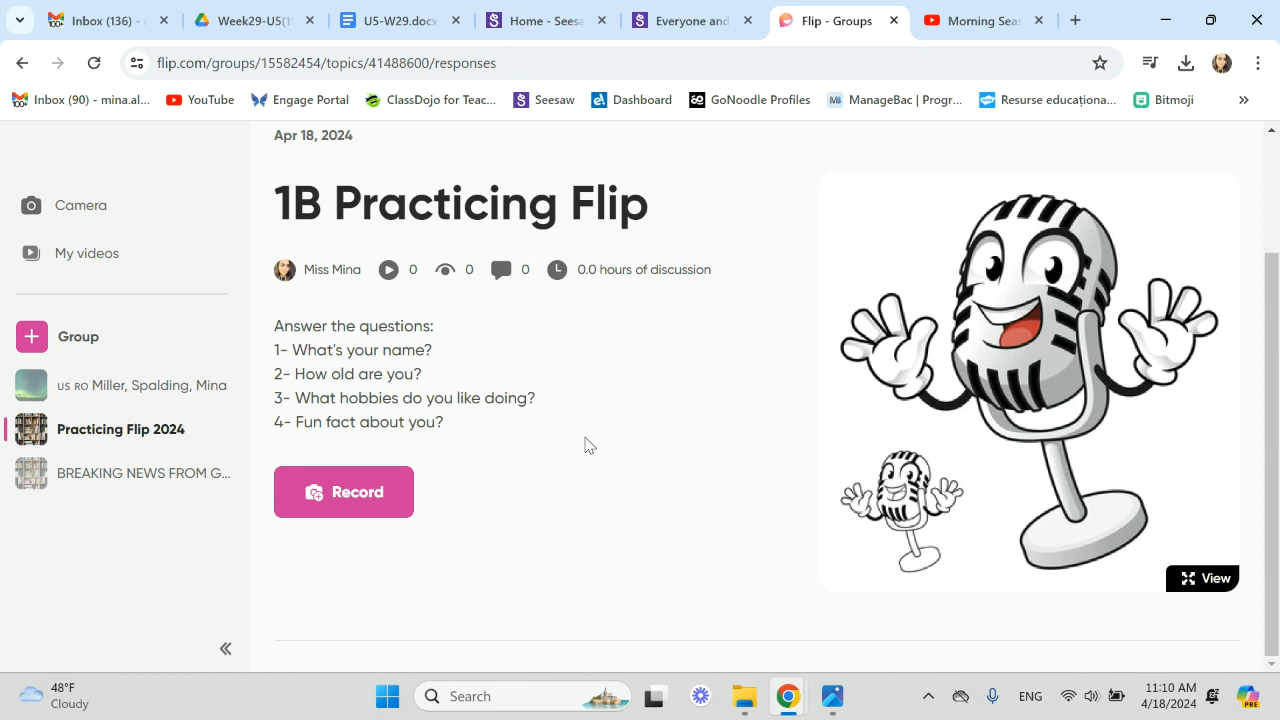 Inbox (136) -
Week29-U5(1
U5-W29.docx
Home - Seesa
Everyone and
Flip - Groups
Morning Seas
flip.com/groups/15582454/topics/41488600/responses
Inbox (90) - mina.al...
YouTube
Engage Portal
ClassDojo for Teac...
Seesaw
Dashboard
GoNoodle Profiles
ManageBac | Progr...
Resurse educaționa...
Bitmoji
Apr 18, 2024
Camera
My videos
Group
US RO Miller, Spalding, Mina
Practicing Flip 2024
BREAKING NEWS FROM G...
1B Practicing Flip
Miss Mina 0 0 0 0.0 hours of discussion
Answer the questions:
1- What's your name?
2- How old are you?
3- What hobbies do you like doing?
4- Fun fact about you?
Record
View
48°F
Cloudy
Search
ENG
11:10 AM
4/18/2024
PRE